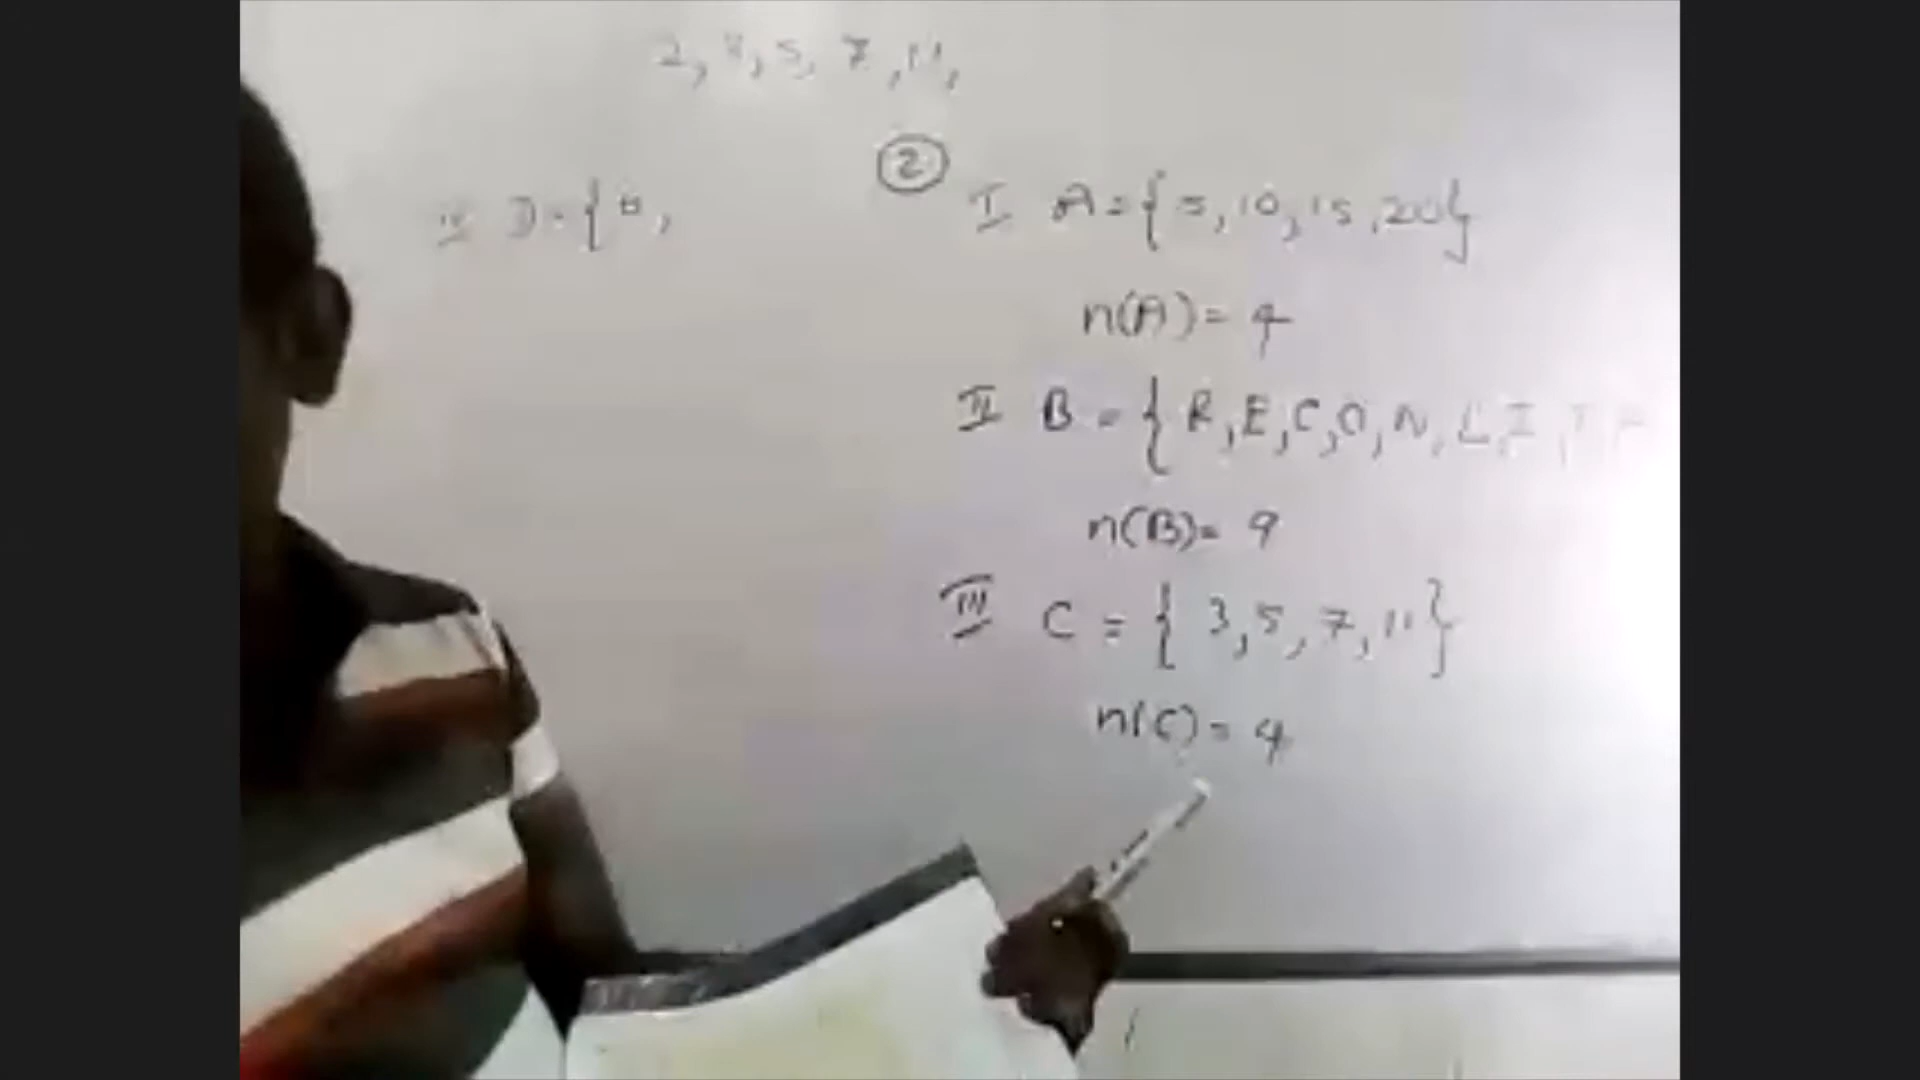 2, 3, 5, 7, 11,
②
IV D = {
I A = {5, 10, 15, 20}
n(A) = 4
II B = {R, E, C, O, N, L, I, T,
n(B) = 9
III C = {3, 5, 7, 11}
n(C) = 4